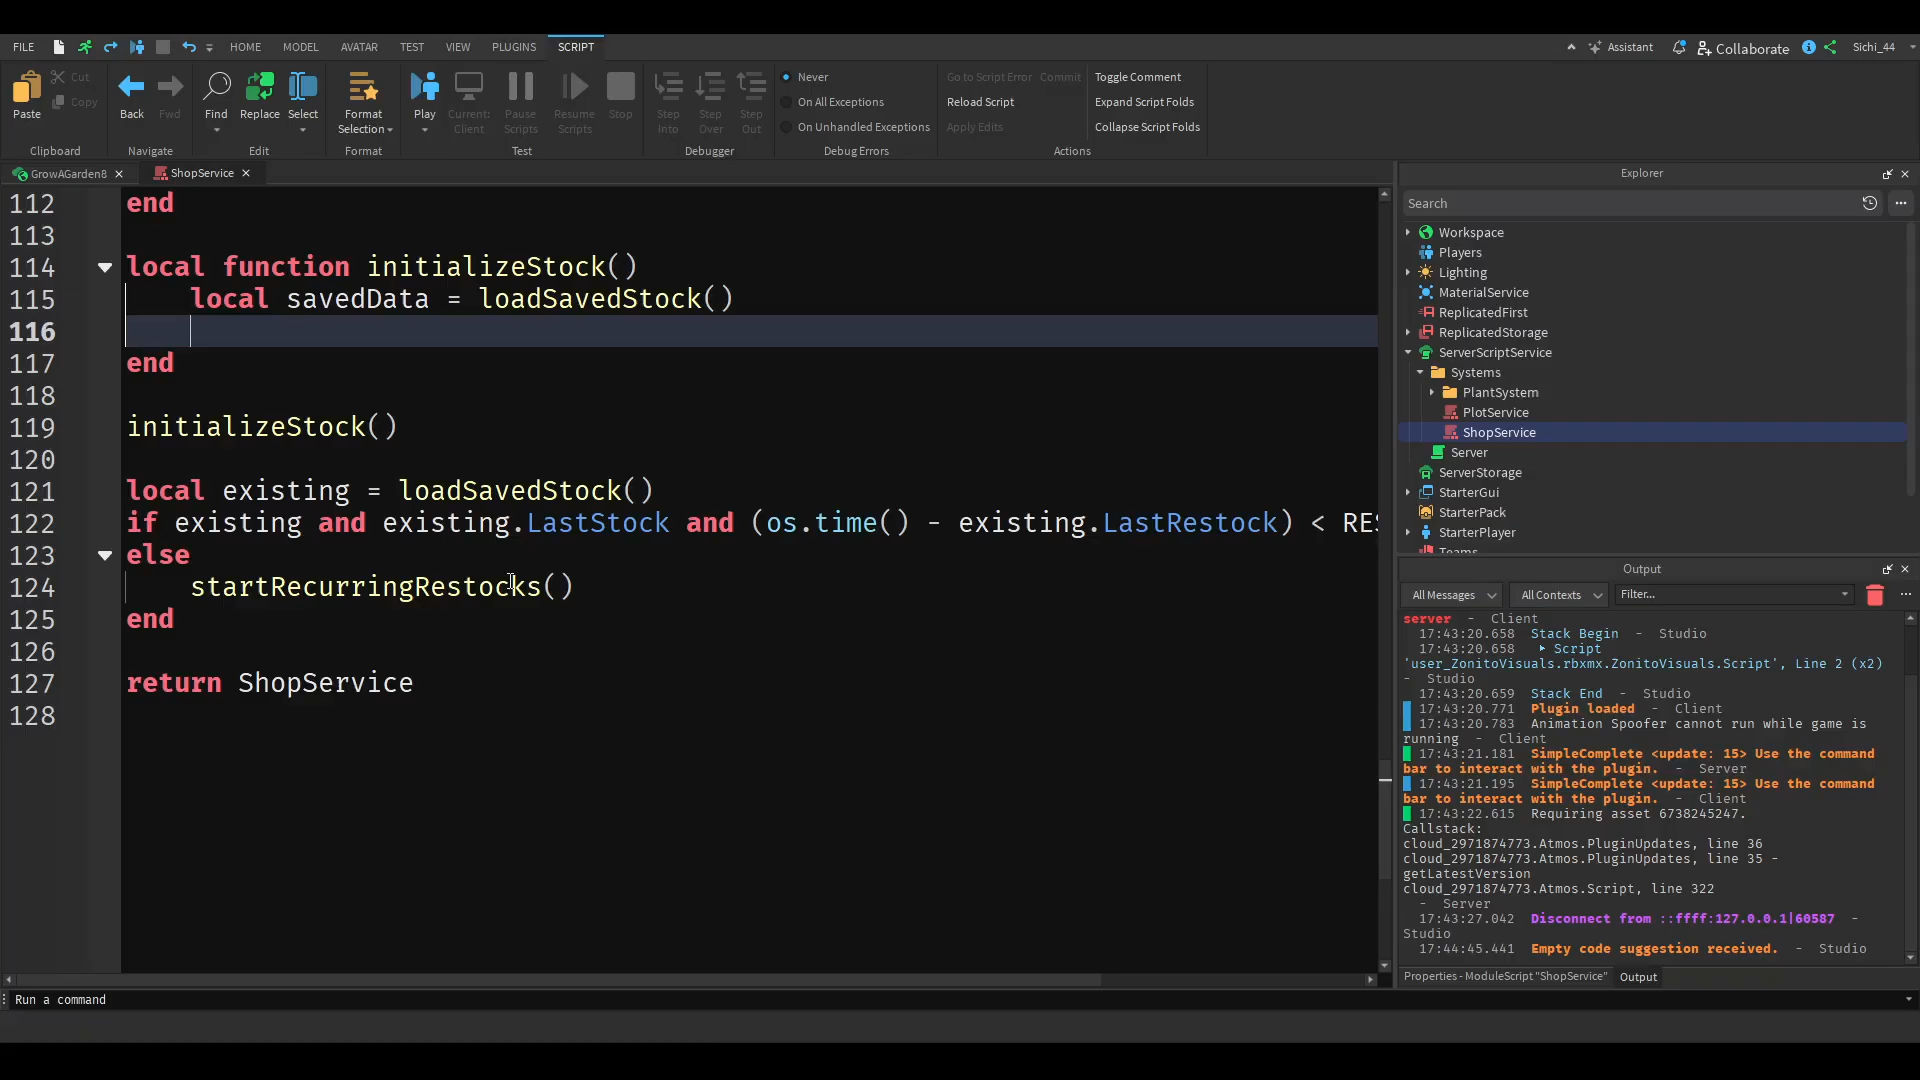 FILE
HOME
MODEL
AVATAR
TEST
VIEW
PLUGINS
SCRIPT
Assistant
Collaborate
Sichi_44
Paste
Cut
Copy
Clipboard
Back
Fwd
Navigate
Find
Replace
Select
Edit
Format
Selection
Format
Play
Current:
Client
Pause
Scripts
Resume
Scripts
Stop
Test
Step
Into
Step
Over
Step
Out
Debugger
Never
On All Exceptions
On Unhandled Exceptions
Debug Errors
Go to Script Error
Commit
Reload Script
Apply Edits
Toggle Comment
Expand Script Folds
Collapse Script Folds
Actions
GrowAGarden8
ShopService
112 end
113
114 local function initializeStock()
115 local savedData = loadSavedStock()
116
117 end
118
119 initializeStock()
120
121 local existing = loadSavedStock()
122 if existing and existing.LastStock and (os.time() - existing.LastRestock) < RES
123 else
124 startRecurringRestocks()
125 end
126
127 return ShopService
128
Explorer
Search
Workspace
Players
Lighting
MaterialService
ReplicatedFirst
ReplicatedStorage
ServerScriptService
Systems
PlantSystem
PlotService
ShopService
Server
ServerStorage
StarterGui
StarterPack
StarterPlayer
Teams
Output
All Messages
All Contexts
Filter...
server - Client
17:43:20.658 Stack Begin - Studio
17:43:20.658 Script
'user_ZonitoVisuals.rbxmx.ZonitoVisuals.Script', Line 2 (x2)
- Studio
17:43:20.659 Stack End - Studio
17:43:20.771 Plugin loaded - Client
17:43:20.783 Animation Spoofer cannot run while game is
running - Client
17:43:21.181 SimpleComplete <update: 15> Use the command
bar to interact with the plugin. - Server
17:43:21.195 SimpleComplete <update: 15> Use the command
bar to interact with the plugin. - Client
17:43:22.615 Requiring asset 6738245247.
Callstack:
cloud_2971874773.Atmos.PluginUpdates, line 36
cloud_2971874773.Atmos.PluginUpdates, line 35 -
getLatestVersion
cloud_2971874773.Atmos.Script, line 322
- Server
17:43:27.042 Disconnect from ::ffff:127.0.0.1|60587 -
Studio
17:44:45.441 Empty code suggestion received. - Studio
Properties - ModuleScript "ShopService"
Output
Run a command